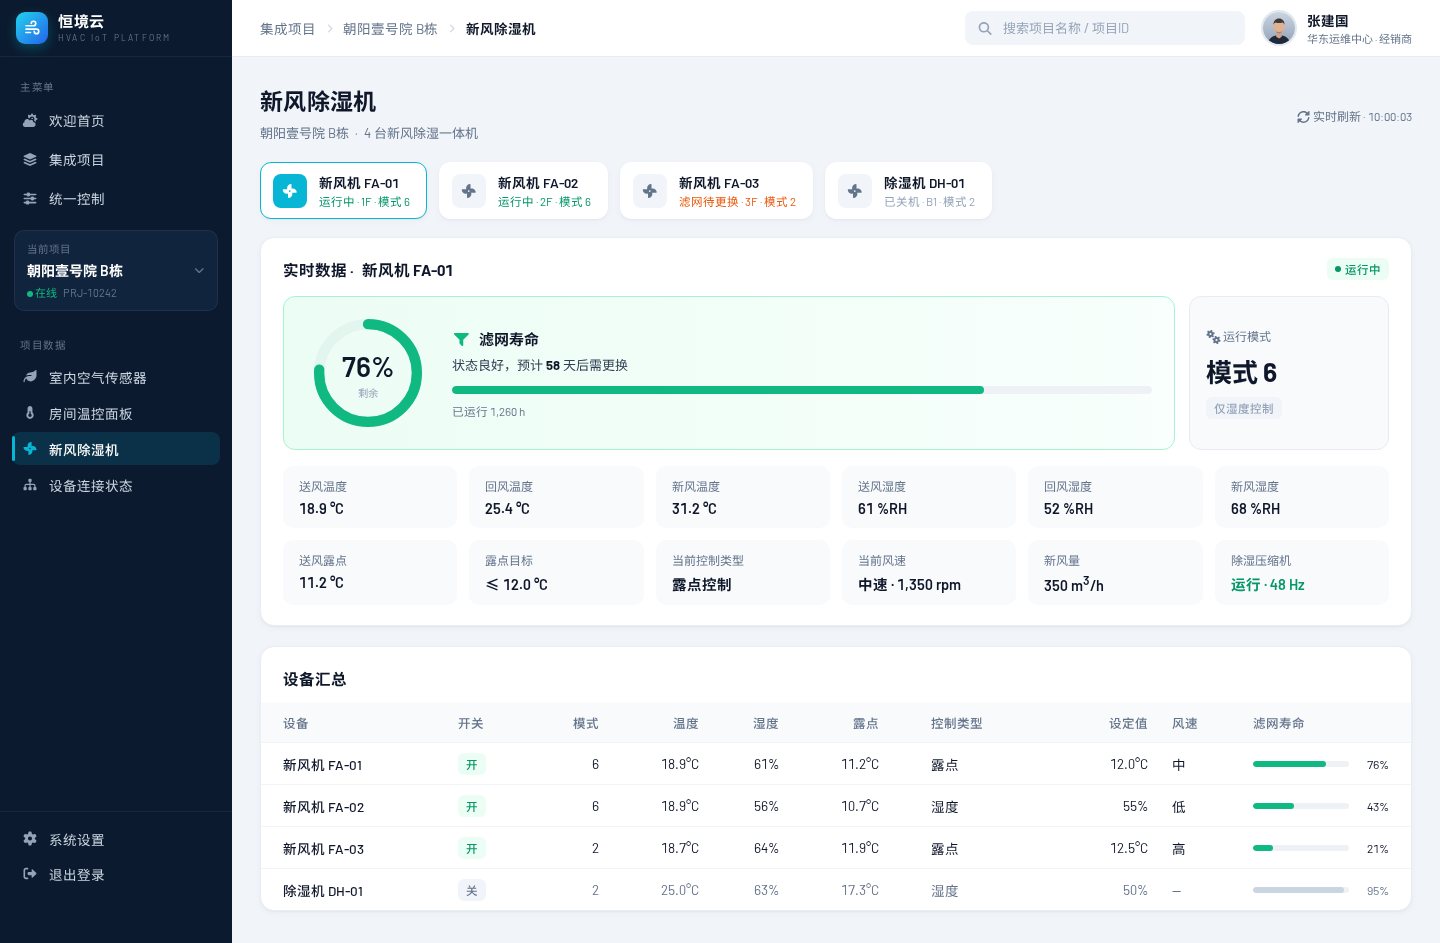 恒境云
HVAC IoT PLATFORM
主菜单
欢迎首页
集成项目
统一控制
当前项目
朝阳壹号院 B栋
在线 PRJ-10242
项目数据
室内空气传感器
房间温控面板
新风除湿机
设备连接状态
系统设置
退出登录
集成项目 > 朝阳壹号院 B栋 > 新风除湿机
搜索项目名称 / 项目ID
张建国
华东运维中心 · 经销商
新风除湿机
朝阳壹号院 B栋 · 4 台新风除湿一体机
实时刷新 · 10:00:03
新风机 FA-01
运行中 · 1F · 模式 6
新风机 FA-02
运行中 · 2F · 模式 6
新风机 FA-03
滤网待更换 · 3F · 模式 2
除湿机 DH-01
已关机 · B1 · 模式 2
实时数据 · 新风机 FA-01
运行中
76%
剩余
滤网寿命
状态良好，预计 58 天后需更换
已运行 1,260 h
运行模式
模式 6
仅湿度控制
送风温度
18.9 °C
回风温度
25.4 °C
新风温度
31.2 °C
送风湿度
61 %RH
回风湿度
52 %RH
新风湿度
68 %RH
送风露点
11.2 °C
露点目标
≤ 12.0 °C
当前控制类型
露点控制
当前风速
中速 · 1,350 rpm
新风量
350 m³/h
除湿压缩机
运行 · 48 Hz
设备汇总
设备 开关 模式 温度 湿度 露点 控制类型 设定值 风速 滤网寿命
新风机 FA-01 开 6 18.9°C 61% 11.2°C 露点 12.0°C 中 76%
新风机 FA-02 开 6 18.9°C 56% 10.7°C 湿度 55% 低 43%
新风机 FA-03 开 2 18.7°C 64% 11.9°C 露点 12.5°C 高 21%
除湿机 DH-01 关 2 25.0°C 63% 17.3°C 湿度 50% — 95%